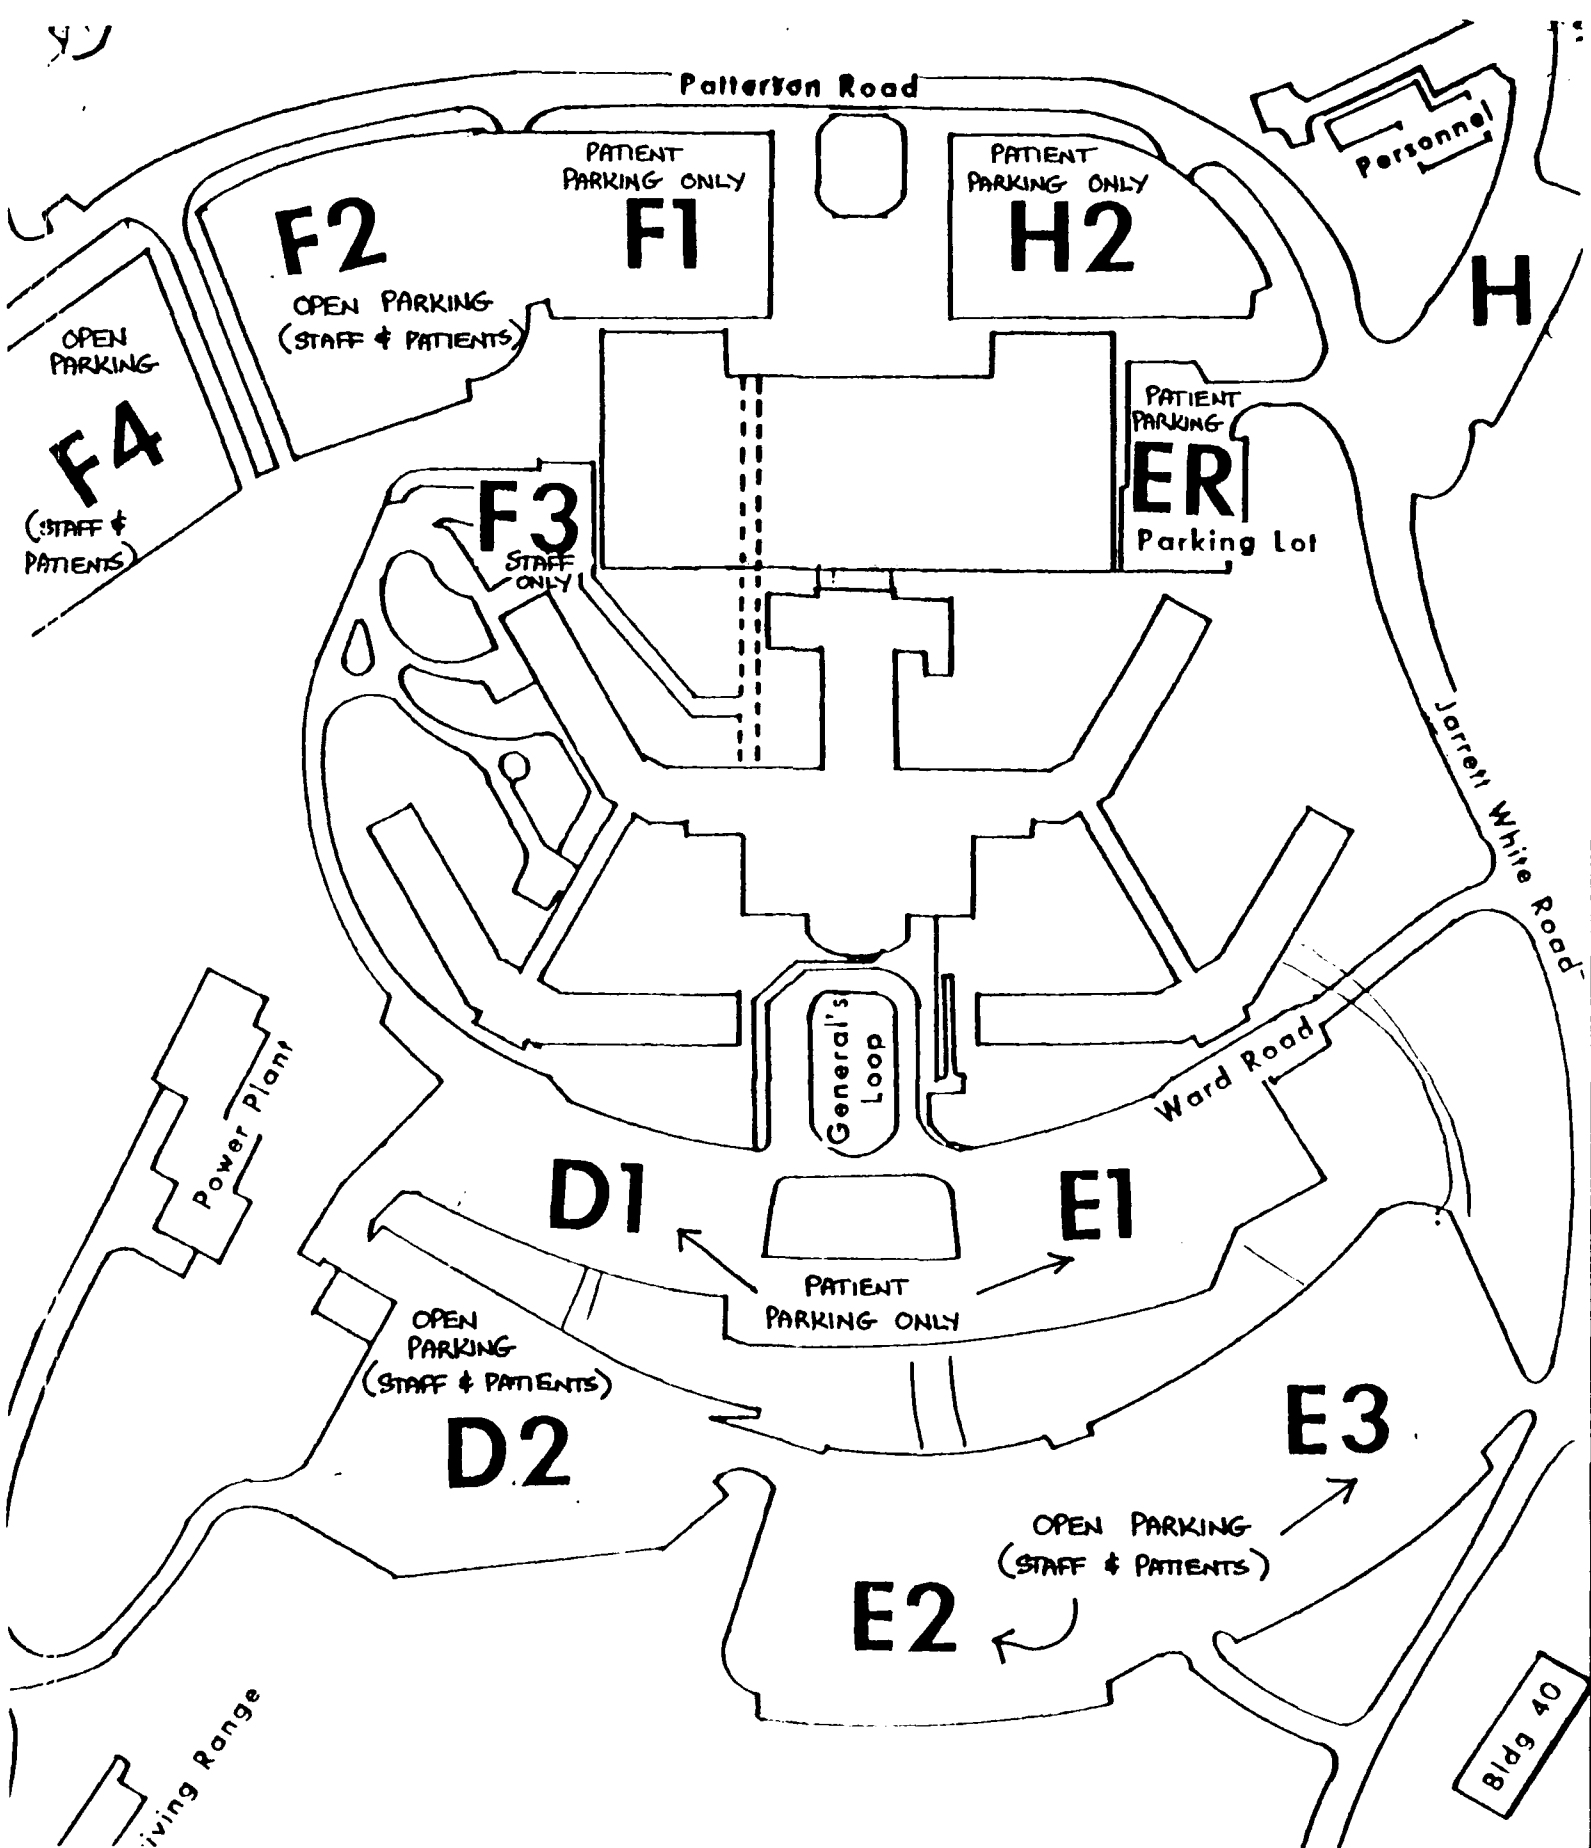 Patterson Road
Personnel
PATIENT
PARKING ONLY
F1
PATIENT
PARKING ONLY
H2
F2
OPEN PARKING
(STAFF & PATIENTS)
H
OPEN
PARKING
F4
(STAFF &
PATIENTS)
PATIENT
PARKING
ER
Parking Lot
F3
STAFF
ONLY
Jarrett White Road
General's
Loop
Ward Road
Power Plant
D1
E1
PATIENT
PARKING ONLY
OPEN
PARKING
(STAFF & PATIENTS)
D2
E3
OPEN PARKING
(STAFF & PATIENTS)
E2
Bldg 40
Range